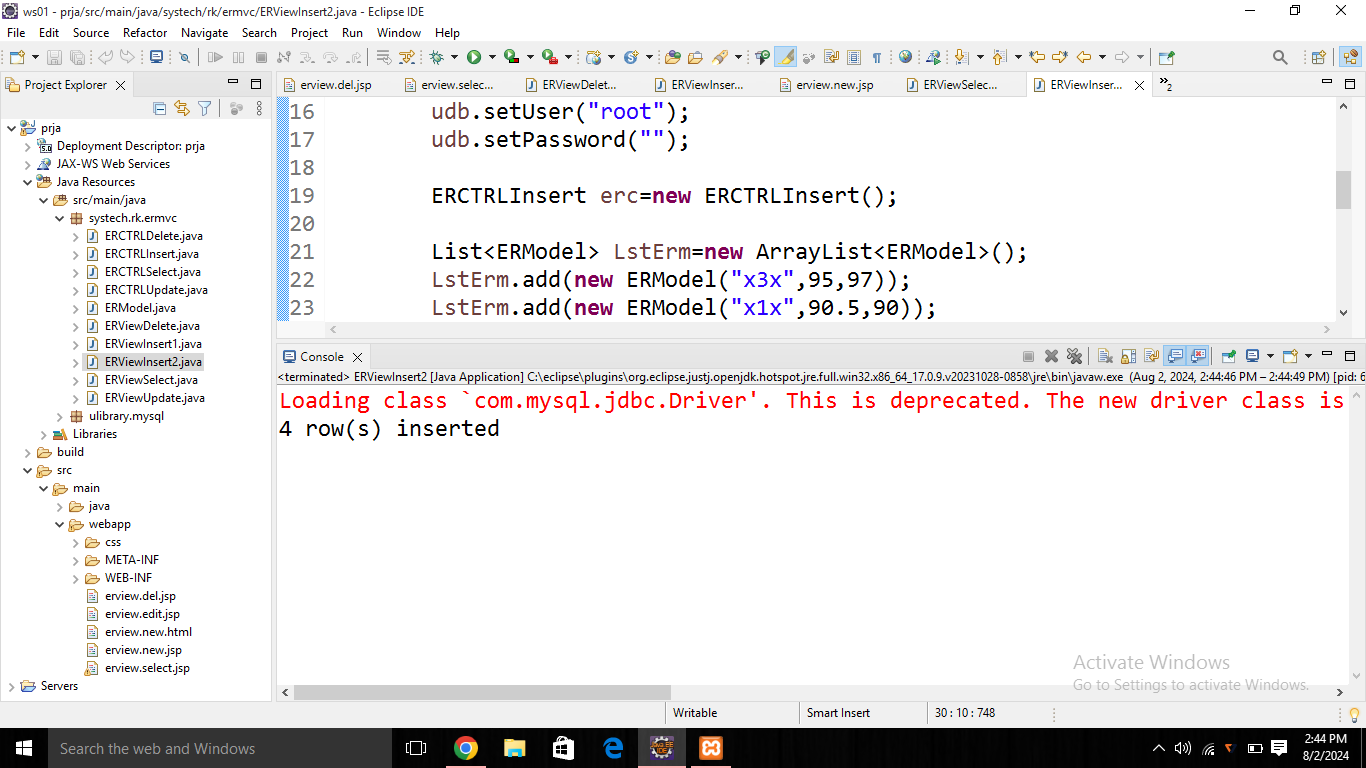 ws01 - prja/src/main/java/systech/rk/ermvc/ERViewInsert2.java - Eclipse IDE
File Edit Source Refactor Navigate Search Project Run Window Help
Project Explorer
prja
Deployment Descriptor: prja
JAX-WS Web Services
Java Resources
src/main/java
systech.rk.ermvc
ERCTRLDelete.java
ERCTRLInsert.java
ERCTRLSelect.java
ERCTRLUpdate.java
ERModel.java
ERViewDelete.java
ERViewInsert1.java
ERViewInsert2.java
ERViewSelect.java
ERViewUpdate.java
ulibrary.mysql
Libraries
build
src
main
java
webapp
css
META-INF
WEB-INF
erview.del.jsp
erview.edit.jsp
erview.new.html
erview.new.jsp
erview.select.jsp
Servers
erview.del.jsp erview.selec... ERViewDelet... ERViewInser... erview.new.jsp ERViewSelec... ERViewInser... »2
16 udb.setUser("root");
17 udb.setPassword("");
18
19 ERCTRLInsert erc=new ERCTRLInsert();
20
21 List<ERModel> LstErm=new ArrayList<ERModel>();
22 LstErm.add(new ERModel("x3x",95,97));
23 LstErm.add(new ERModel("x1x",90.5,90));
Console
<terminated> ERViewInsert2 [Java Application] C:\eclipse\plugins\org.eclipse.justj.openjdk.hotspot.jre.full.win32.x86_64_17.0.9.v20231028-0858\jre\bin\javaw.exe (Aug 2, 2024, 2:44:46 PM – 2:44:49 PM) [pid: 6
Loading class `com.mysql.jdbc.Driver'. This is deprecated. The new driver class is
4 row(s) inserted
Activate Windows
Go to Settings to activate Windows.
Writable Smart Insert 30 : 10 : 748
Search the web and Windows
2:44 PM
8/2/2024